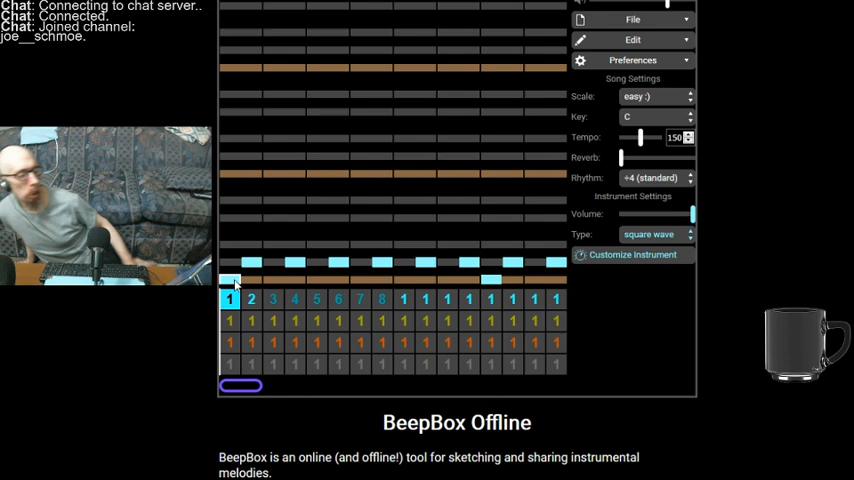 Chat: Connecting to chat server..
Chat: Connected.
Chat: Joined channel:
joe__schmoe.
File
Edit
Preferences
Song Settings
Scale: easy :)
Key: C
Tempo: 150
Reverb:
Rhythm: ÷4 (standard)
Instrument Settings
Volume:
Type: square wave
Customize Instrument
1 2 3 4 5 6 7 8 1 1 1 1 1 1 1 1
1 1 1 1 1 1 1 1 1 1 1 1 1 1 1 1
1 1 1 1 1 1 1 1 1 1 1 1 1 1 1 1
1 1 1 1 1 1 1 1 1 1 1 1 1 1 1 1
BeepBox Offline
BeepBox is an online (and offline!) tool for sketching and sharing instrumental
melodies.